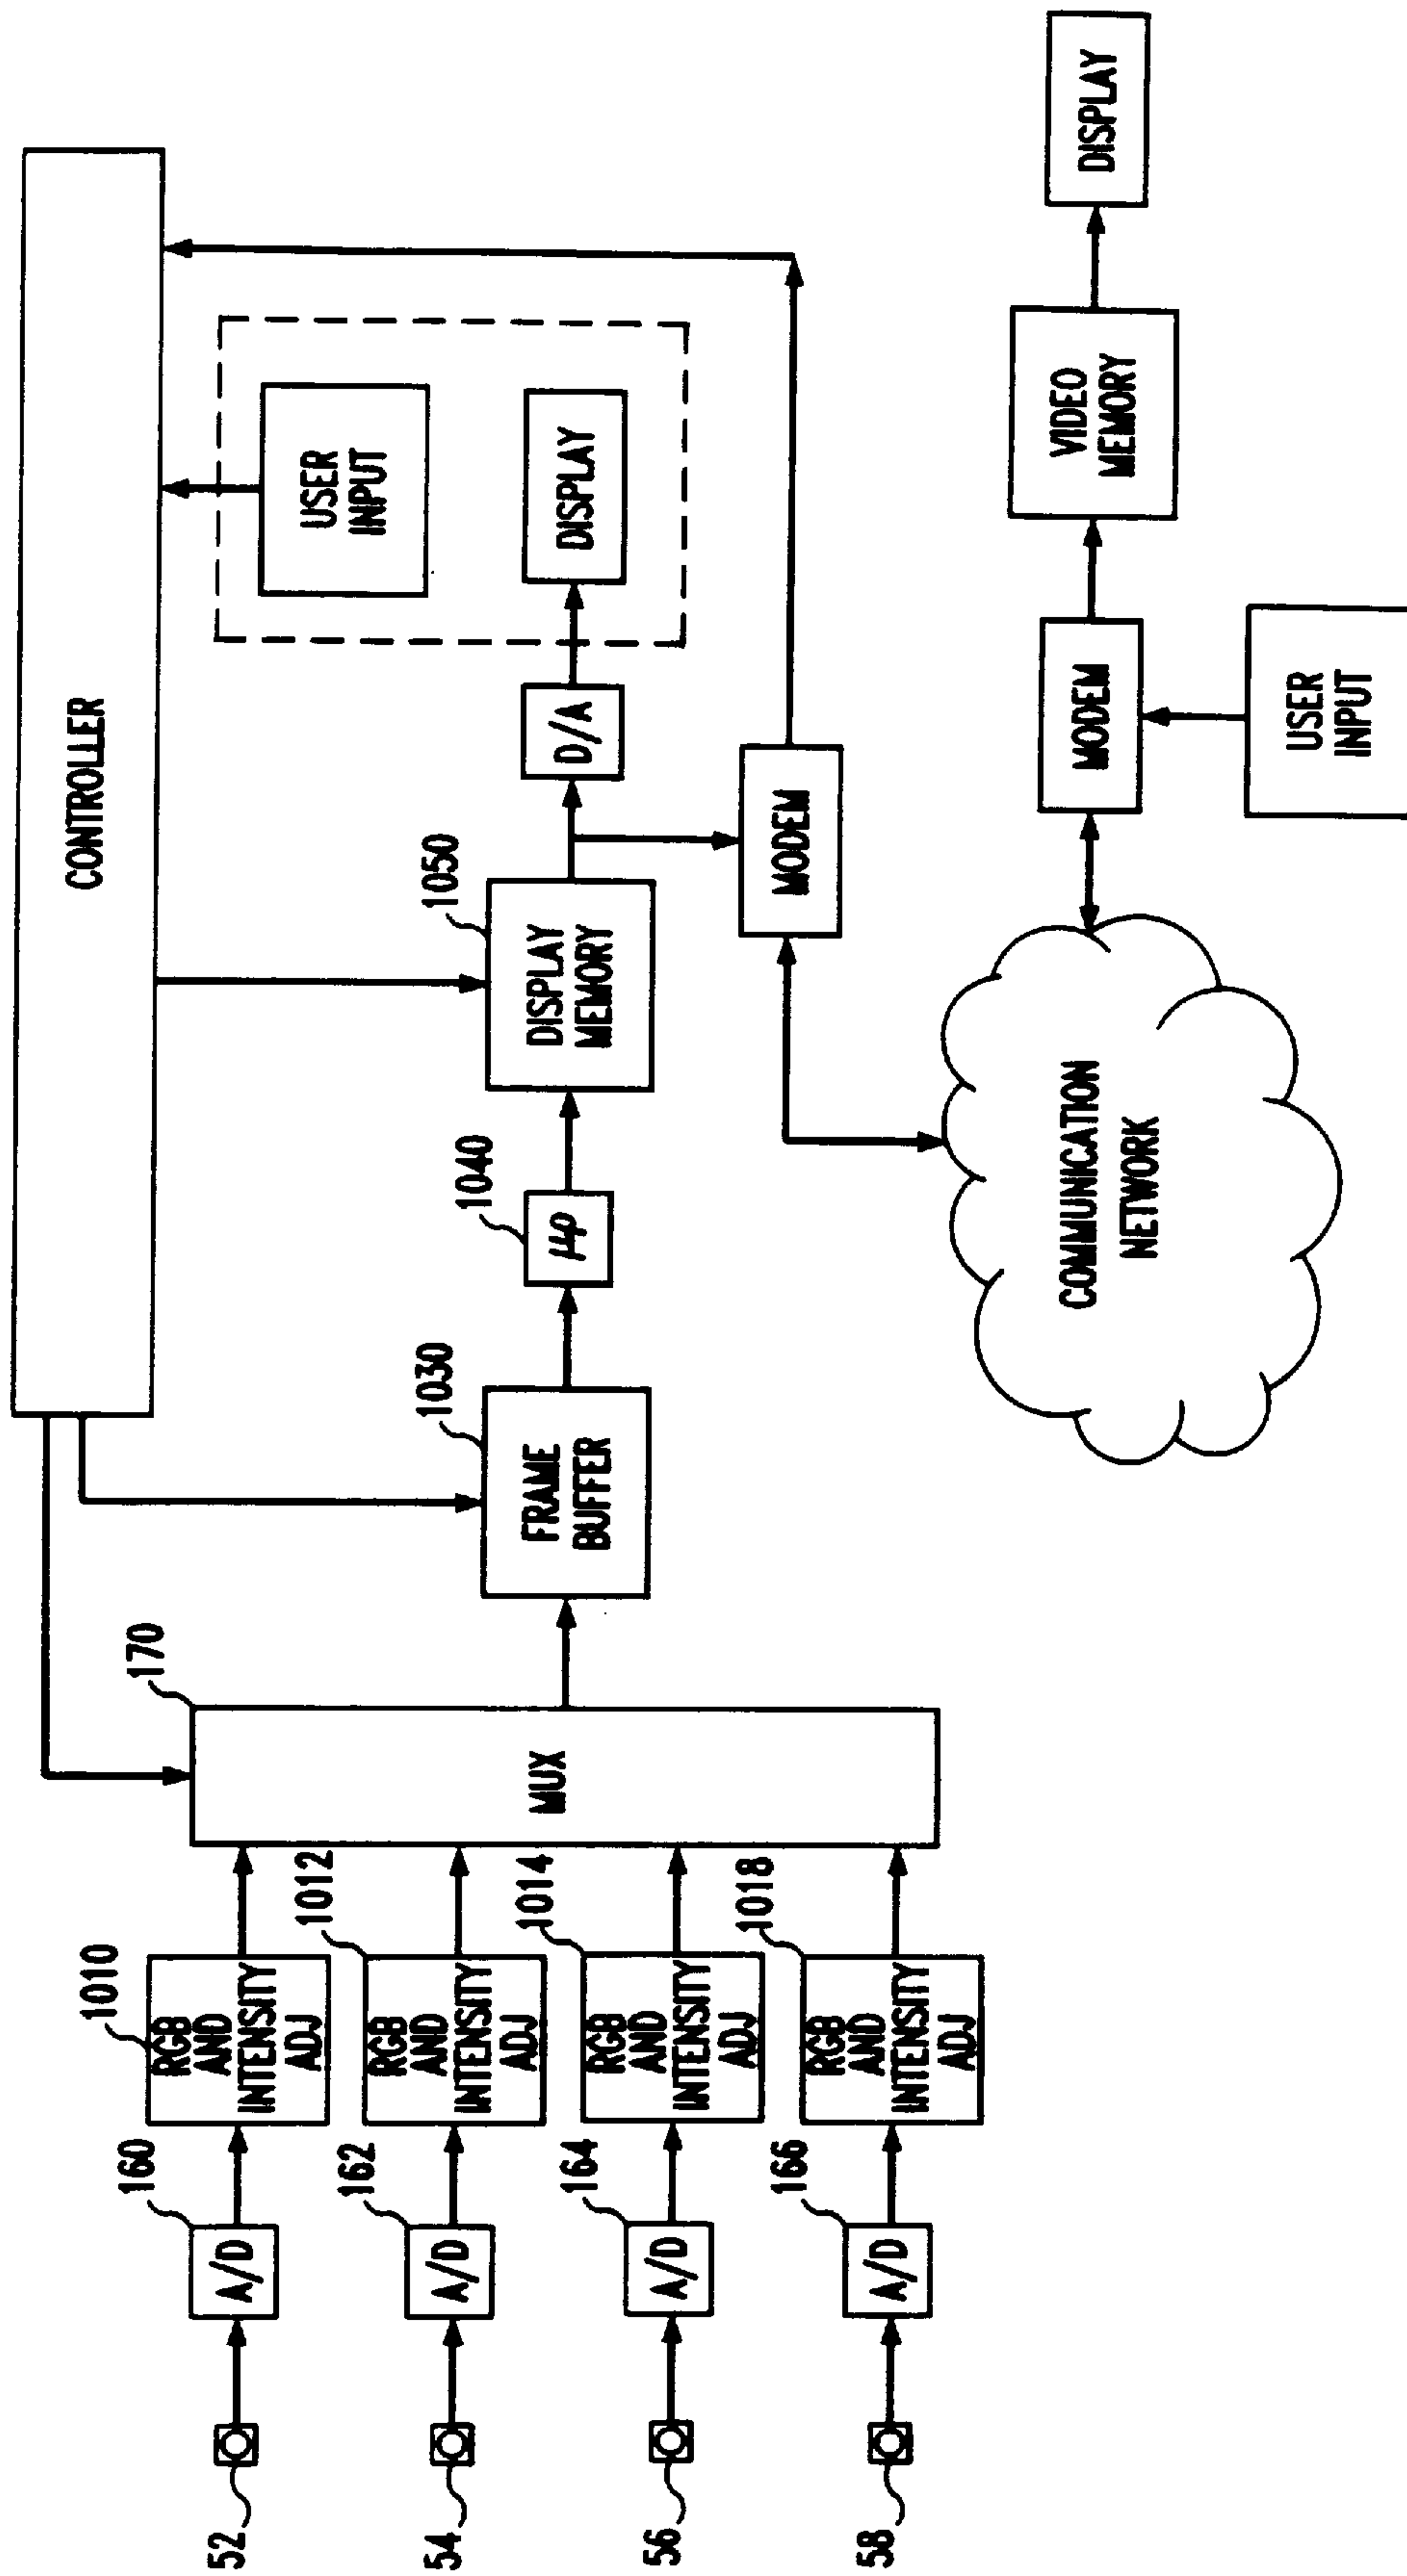 CONTROLLER
170
1030
1040
1050
USER
INPUT
1010
RGB
AND
INTENSITY
ADJ
160
A/D
52
1012
RGB
AND
INTENSITY
ADJ
162
A/D
54
MUX
FRAME
BUFFER
μP
DISPLAY
MEMORY
D/A
DISPLAY
1014
RGB
AND
INTENSITY
ADJ
164
A/D
56
1018
RGB
AND
INTENSITY
ADJ
166
A/D
58
MODEM
COMMUNICATION
NETWORK
MODEM
VIDEO
MEMORY
DISPLAY
USER
INPUT